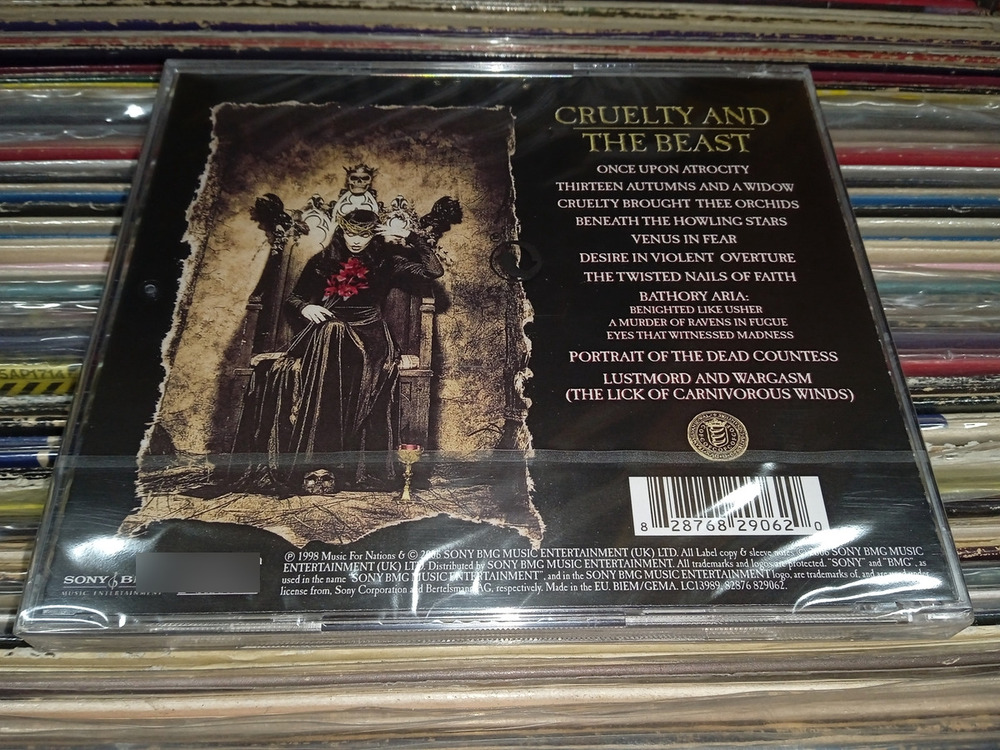 CRUELTY AND
THE BEAST
ONCE UPON ATROCITY
THIRTEEN AUTUMNS AND A WIDOW
CRUELTY BROUGHT THEE ORCHIDS
BENEATH THE HOWLING STARS
VENUS IN FEAR
DESIRE IN VIOLENT OVERTURE
THE TWISTED NAILS OF FAITH
BATHORY ARIA:
BENIGHTED LIKE USHER
A MURDER OF RAVENS IN FUGUE
EYES THAT WITNESSED MADNESS
PORTRAIT OF THE DEAD COUNTESS
LUSTMORD AND WARGASM
(THE LICK OF CARNIVOROUS WINDS)
8 28768 29062 0
SONY
MUSIC ENTERTAINMENT
℗ 1998 Music For Nations & © SONY BMG MUSIC ENTERTAINMENT (UK) LTD. All Label copy & sleeve notes, SONY BMG MUSIC
ENTERTAINMENT (UK) LTD. Distributed by SONY BMG MUSIC ENTERTAINMENT. All trademarks and logos are protected. "SONY" and "BMG", as
used in the name "SONY BMG MUSIC ENTERTAINMENT", and in the SONY BMG MUSIC ENTERTAINMENT logo, are trademarks of, and are used under
license from, Sony Corporation and Bertelsmann AG, respectively. Made in the EU. BIEM/GEMA. LC13989. 82876 829062.